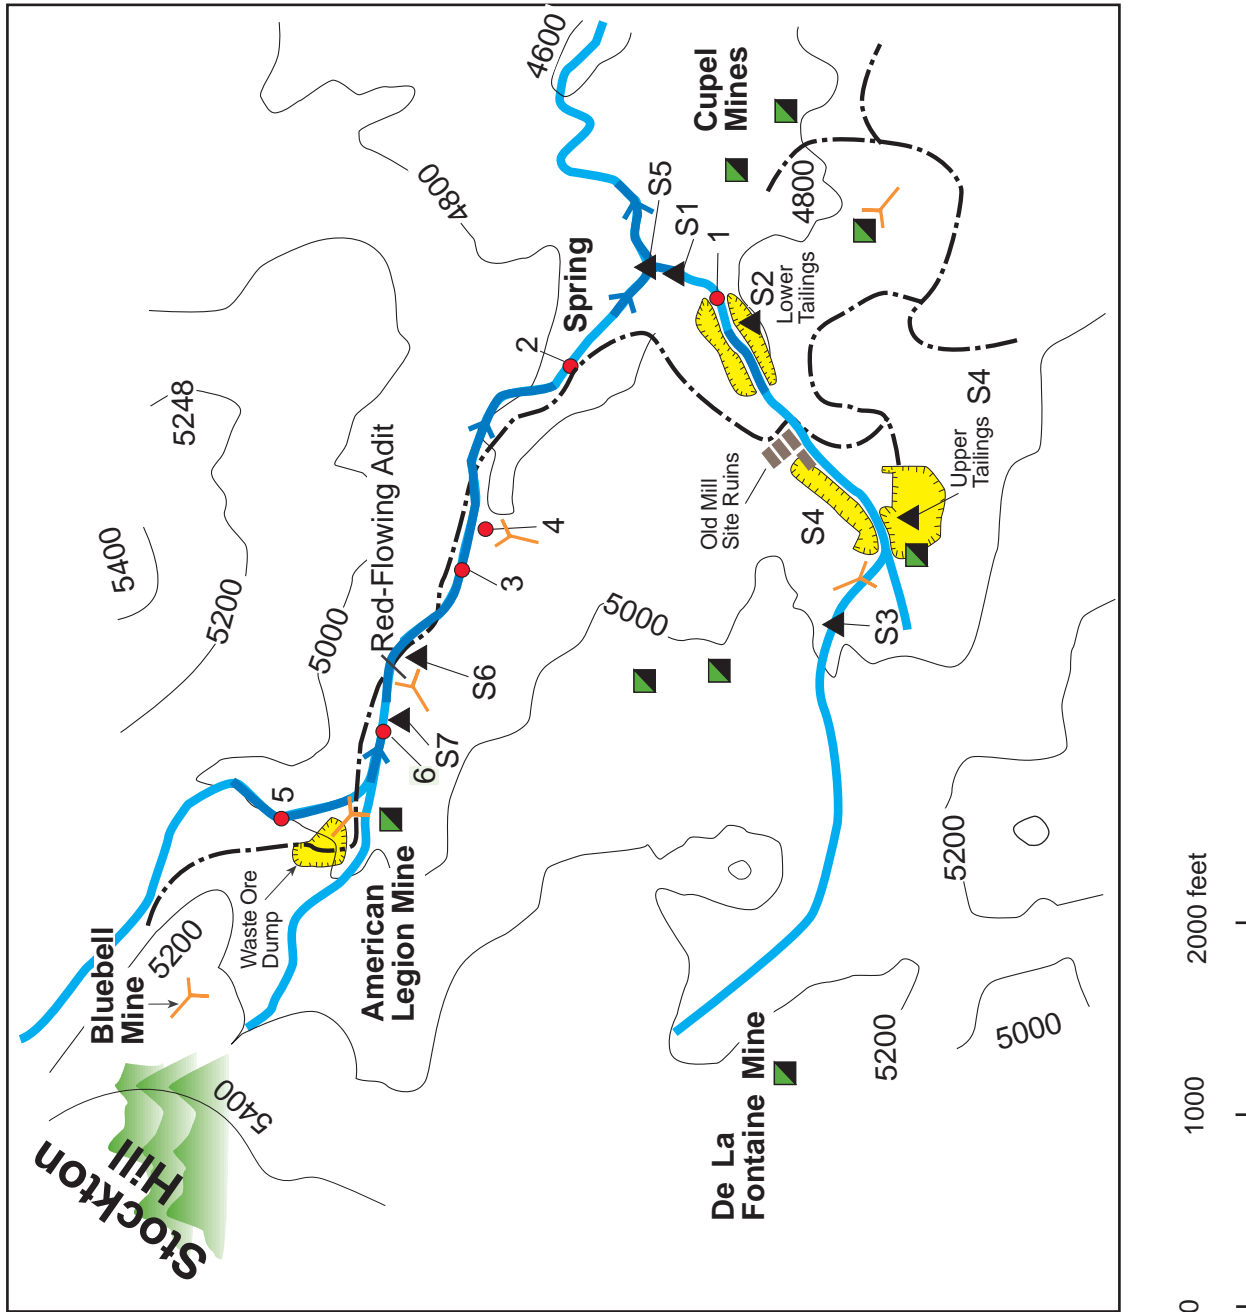 Stockton
Hill
5400
Bluebell
Mine
5200
Waste Ore
Dump
American
Legion Mine
5
6
S7
S6
Red-Flowing Adit
5000
5200
5400
5248
3
4
2
Spring
4800
4600
S5
S1
1
Cupel
Mines
4800
S2
Lower
Tailings
Old Mill
Site Ruins
S4
Upper
Tailings
S4
S3
5000
5200
De La
Fontaine Mine
5200
5000
0
1000
2000 feet